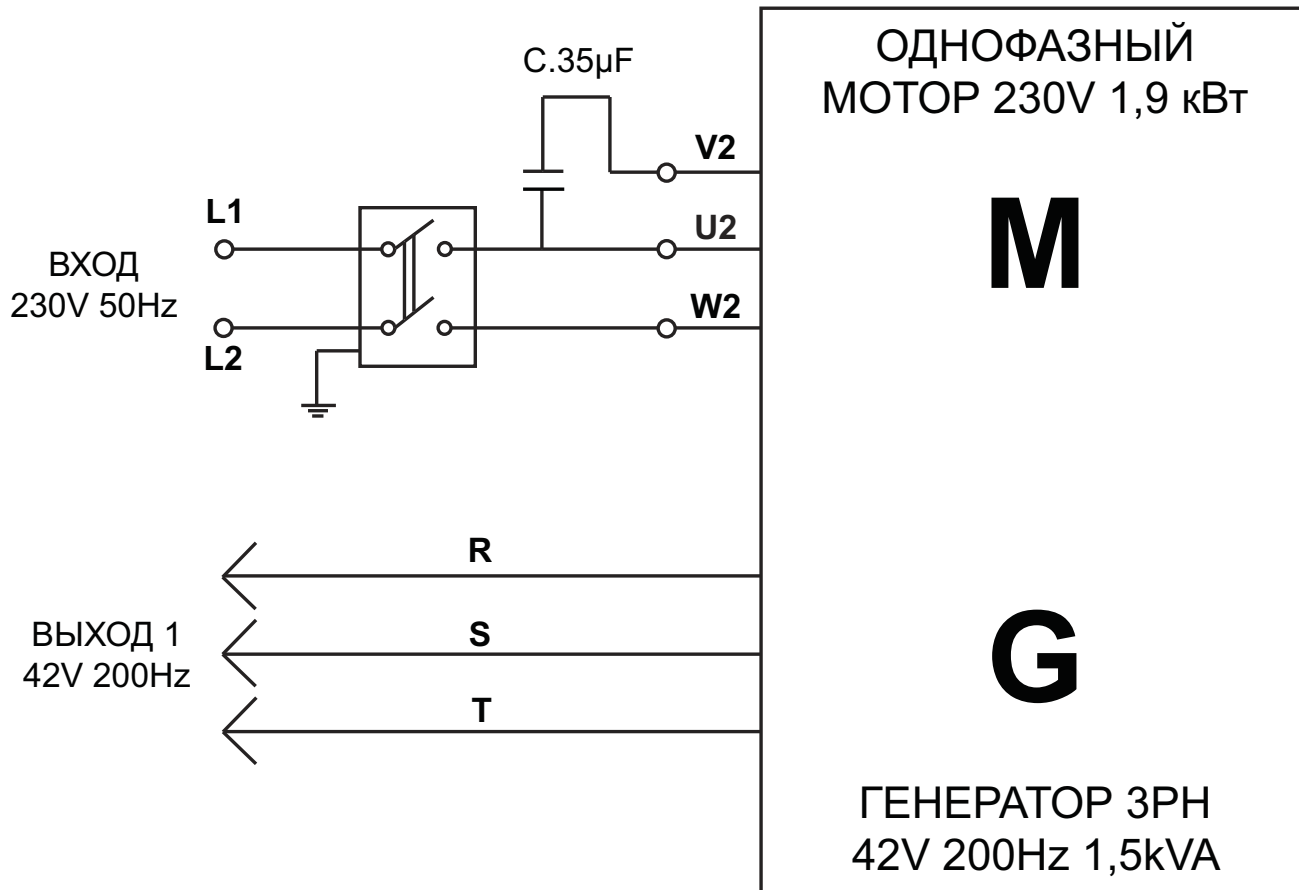 C.35µF
ОДНОФАЗНЫЙ
МОТОР 230V 1,9 кВт
V2
L1
U2
M
ВХОД
230V 50Hz
W2
L2
R
ВЫХОД 1
42V 200Hz
S
G
T
ГЕНЕРАТОР 3PH
42V 200Hz 1,5kVA